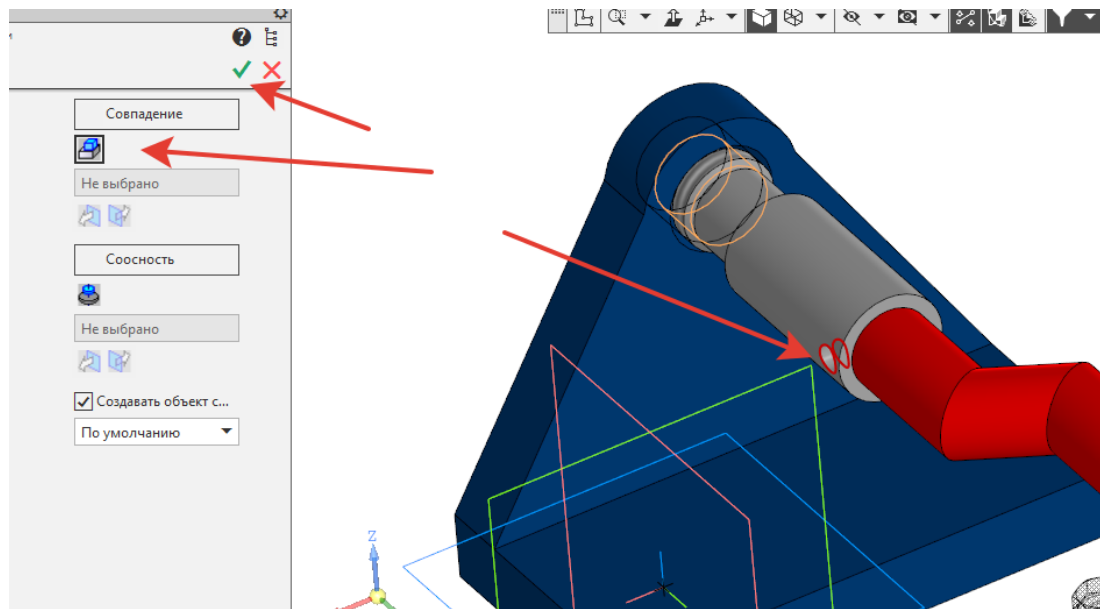 Совпадение
Не выбрано
Соосность
Не выбрано
Создавать объект с...
По умолчанию
Z